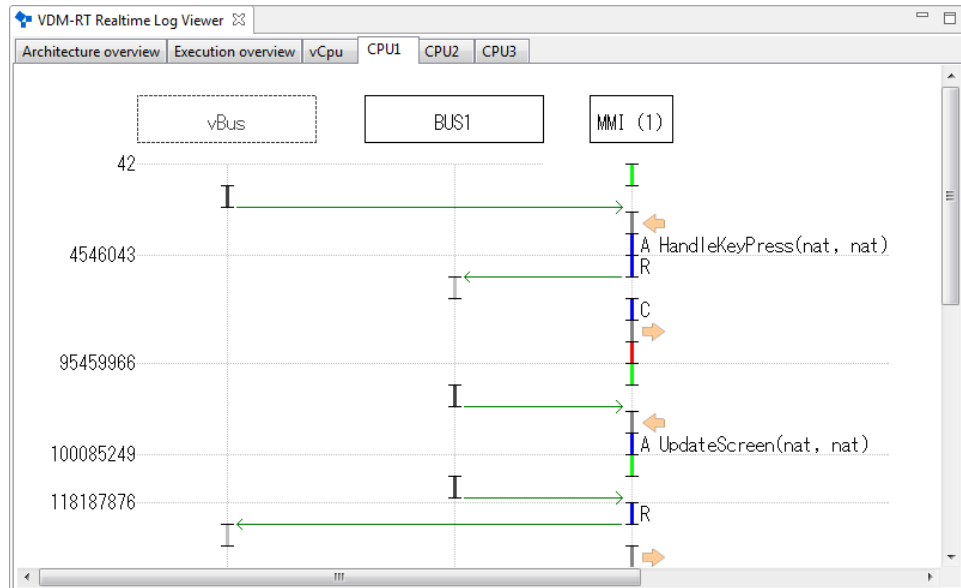 VDM-RT Realtime Log Viewer
Architecture overview Execution overview vCpu CPU1 CPU2 CPU3
vBus BUS1 MMI (1)
42
A HandleKeyPress(nat, nat)
4546043
R
C
95459966
A UpdateScreen(nat, nat)
100085249
118187876
R